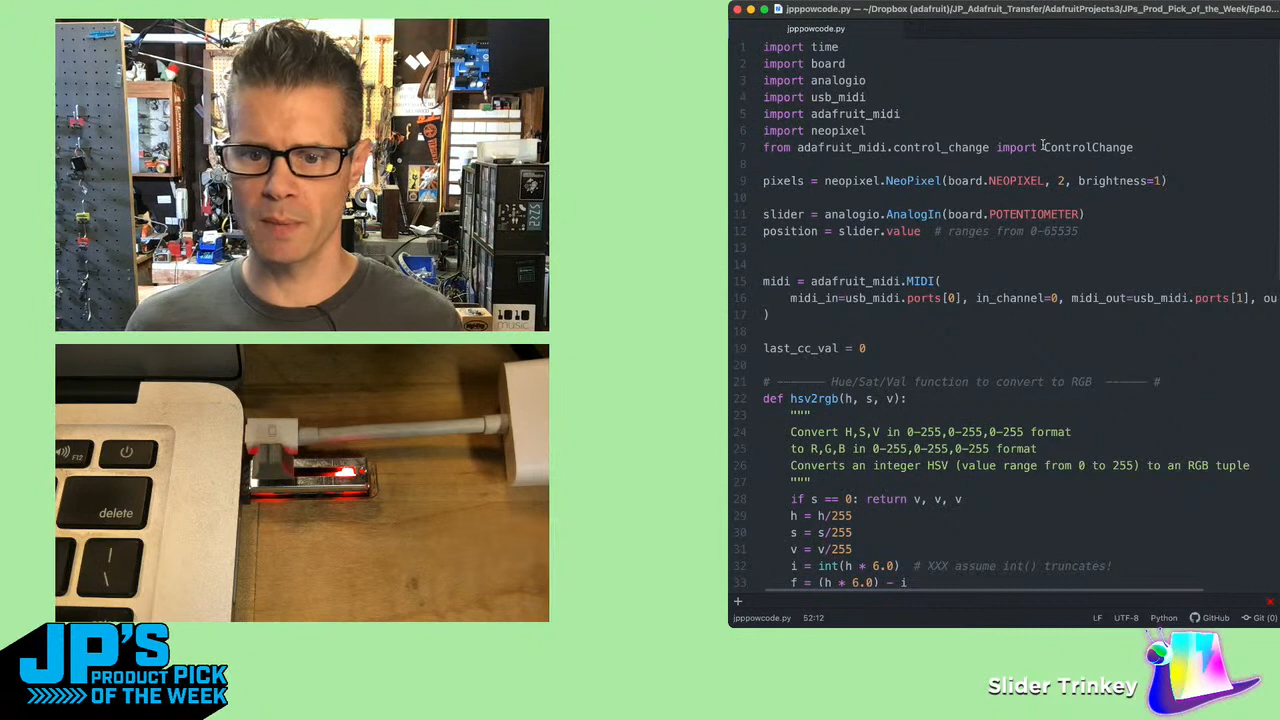 jpppowcode.py — ~/Dropbox (adafruit)/JP_Adafruit_Transfer/AdafruitProjects3/JPs_Prod_Pick_of_the_Week/Ep40...
jpppowcode.py
1 import time
2 import board
3 import analogio
4 import usb_midi
5 import adafruit_midi
6 import neopixel
7 from adafruit_midi.control_change import ControlChange
8
9 pixels = neopixel.NeoPixel(board.NEOPIXEL, 2, brightness=1)
10
11 slider = analogio.AnalogIn(board.POTENTIOMETER)
12 position = slider.value  # ranges from 0-65535
13
14
15 midi = adafruit_midi.MIDI(
16     midi_in=usb_midi.ports[0], in_channel=0, midi_out=usb_midi.ports[1], ou
17 )
18
19 last_cc_val = 0
20
21 # ------- Hue/Sat/Val function to convert to RGB ------ #
22 def hsv2rgb(h, s, v):
23     """
24     Convert H,S,V in 0-255,0-255,0-255 format
25     to R,G,B in 0-255,0-255,0-255 format
26     Converts an integer HSV (value range from 0 to 255) to an RGB tuple
27     """
28     if s == 0: return v, v, v
29     h = h/255
30     s = s/255
31     v = v/255
32     i = int(h * 6.0)  # XXX assume int() truncates!
33     f = (h * 6.0) - i
+
jpppowcode.py 52:12 LF UTF-8 Python GitHub Git (0)
music
F12
delete
JP'S
PRODUCT PICK
OF THE WEEK
Slider Trinkey